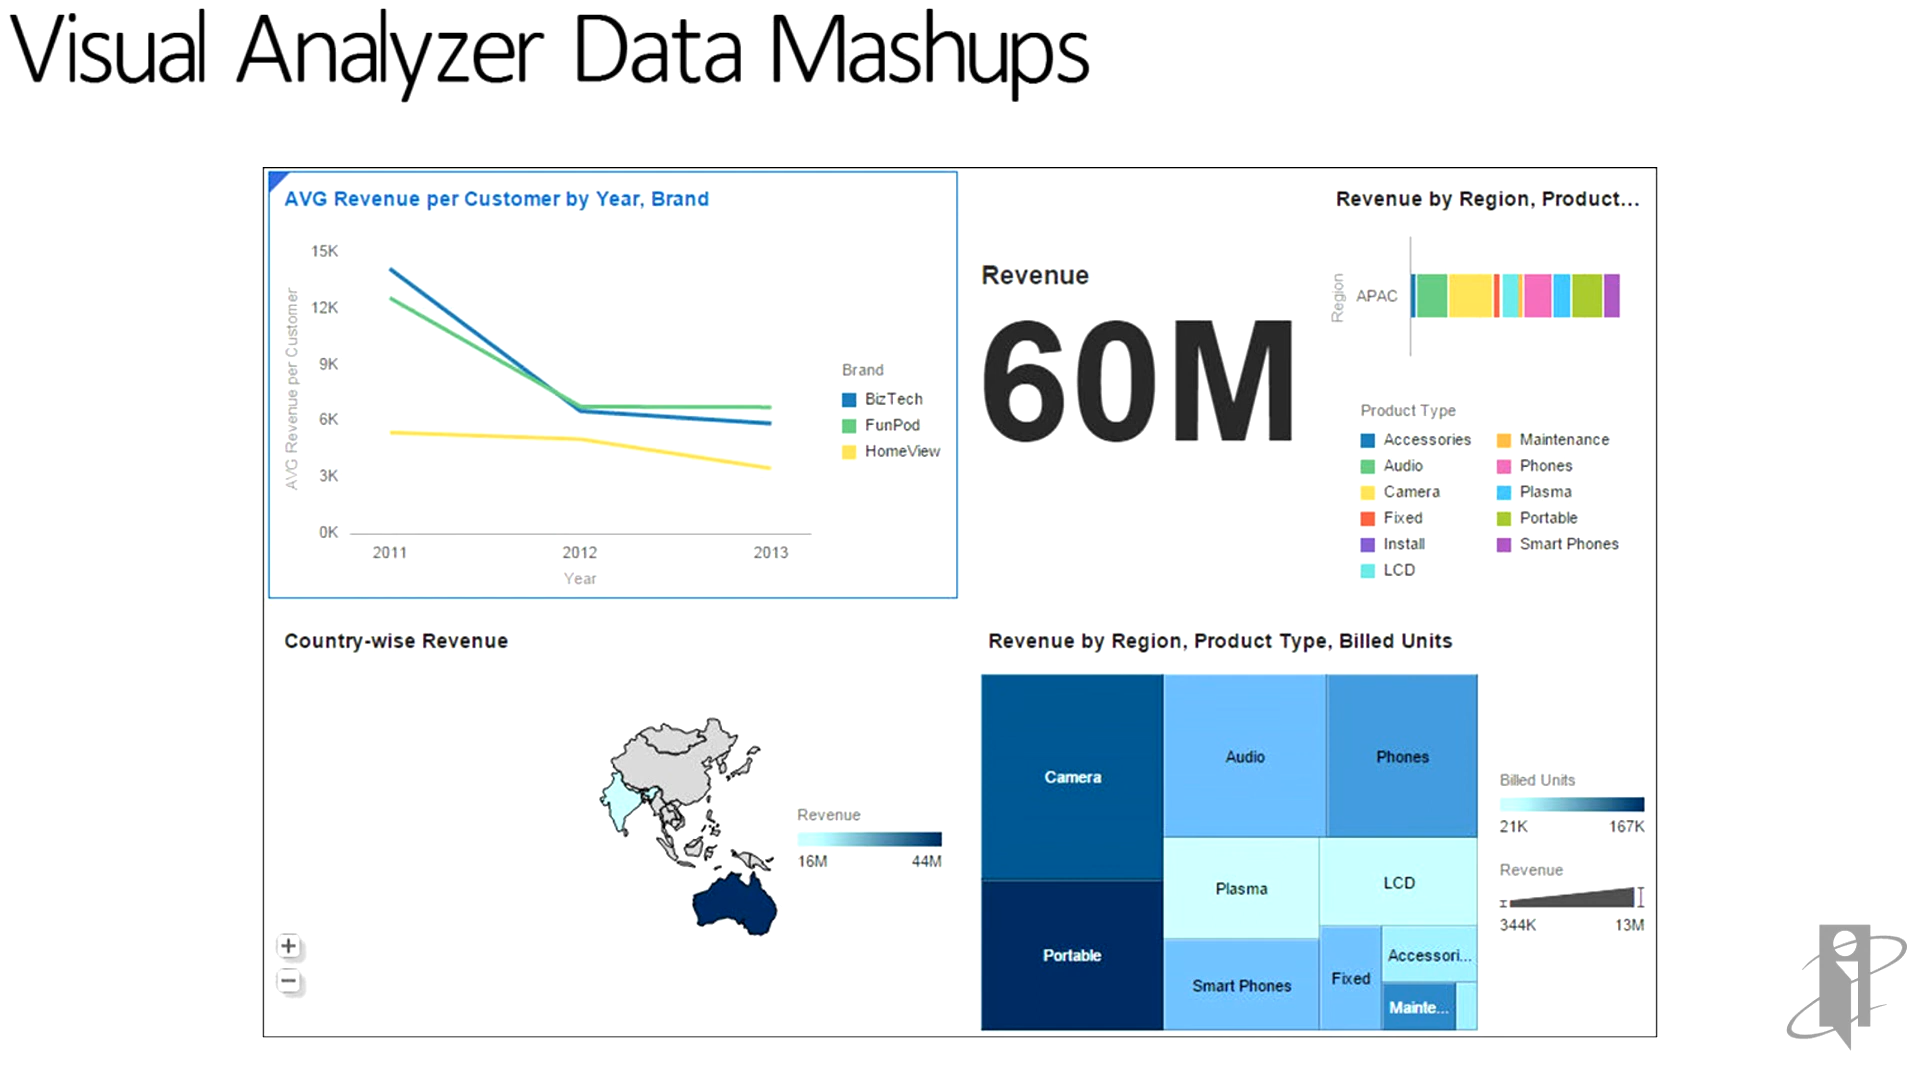 Visual Analyzer Data Mashups
AVG Revenue per Customer by Year, Brand
AVG Revenue per Customer
15K
12K
9K
6K
3K
0K
2011
2012
2013
Year
Brand
BizTech
FunPod
HomeView
Revenue
60M
Revenue by Region, Product...
Region
APAC
Product Type
Accessories
Audio
Camera
Fixed
Install
LCD
Maintenance
Phones
Plasma
Portable
Smart Phones
Country-wise Revenue
Revenue
16M 44M
+
−
Revenue by Region, Product Type, Billed Units
Camera
Portable
Audio
Phones
Plasma
LCD
Smart Phones
Fixed
Accessori...
Mainte...
Billed Units
21K 167K
Revenue
344K 13M